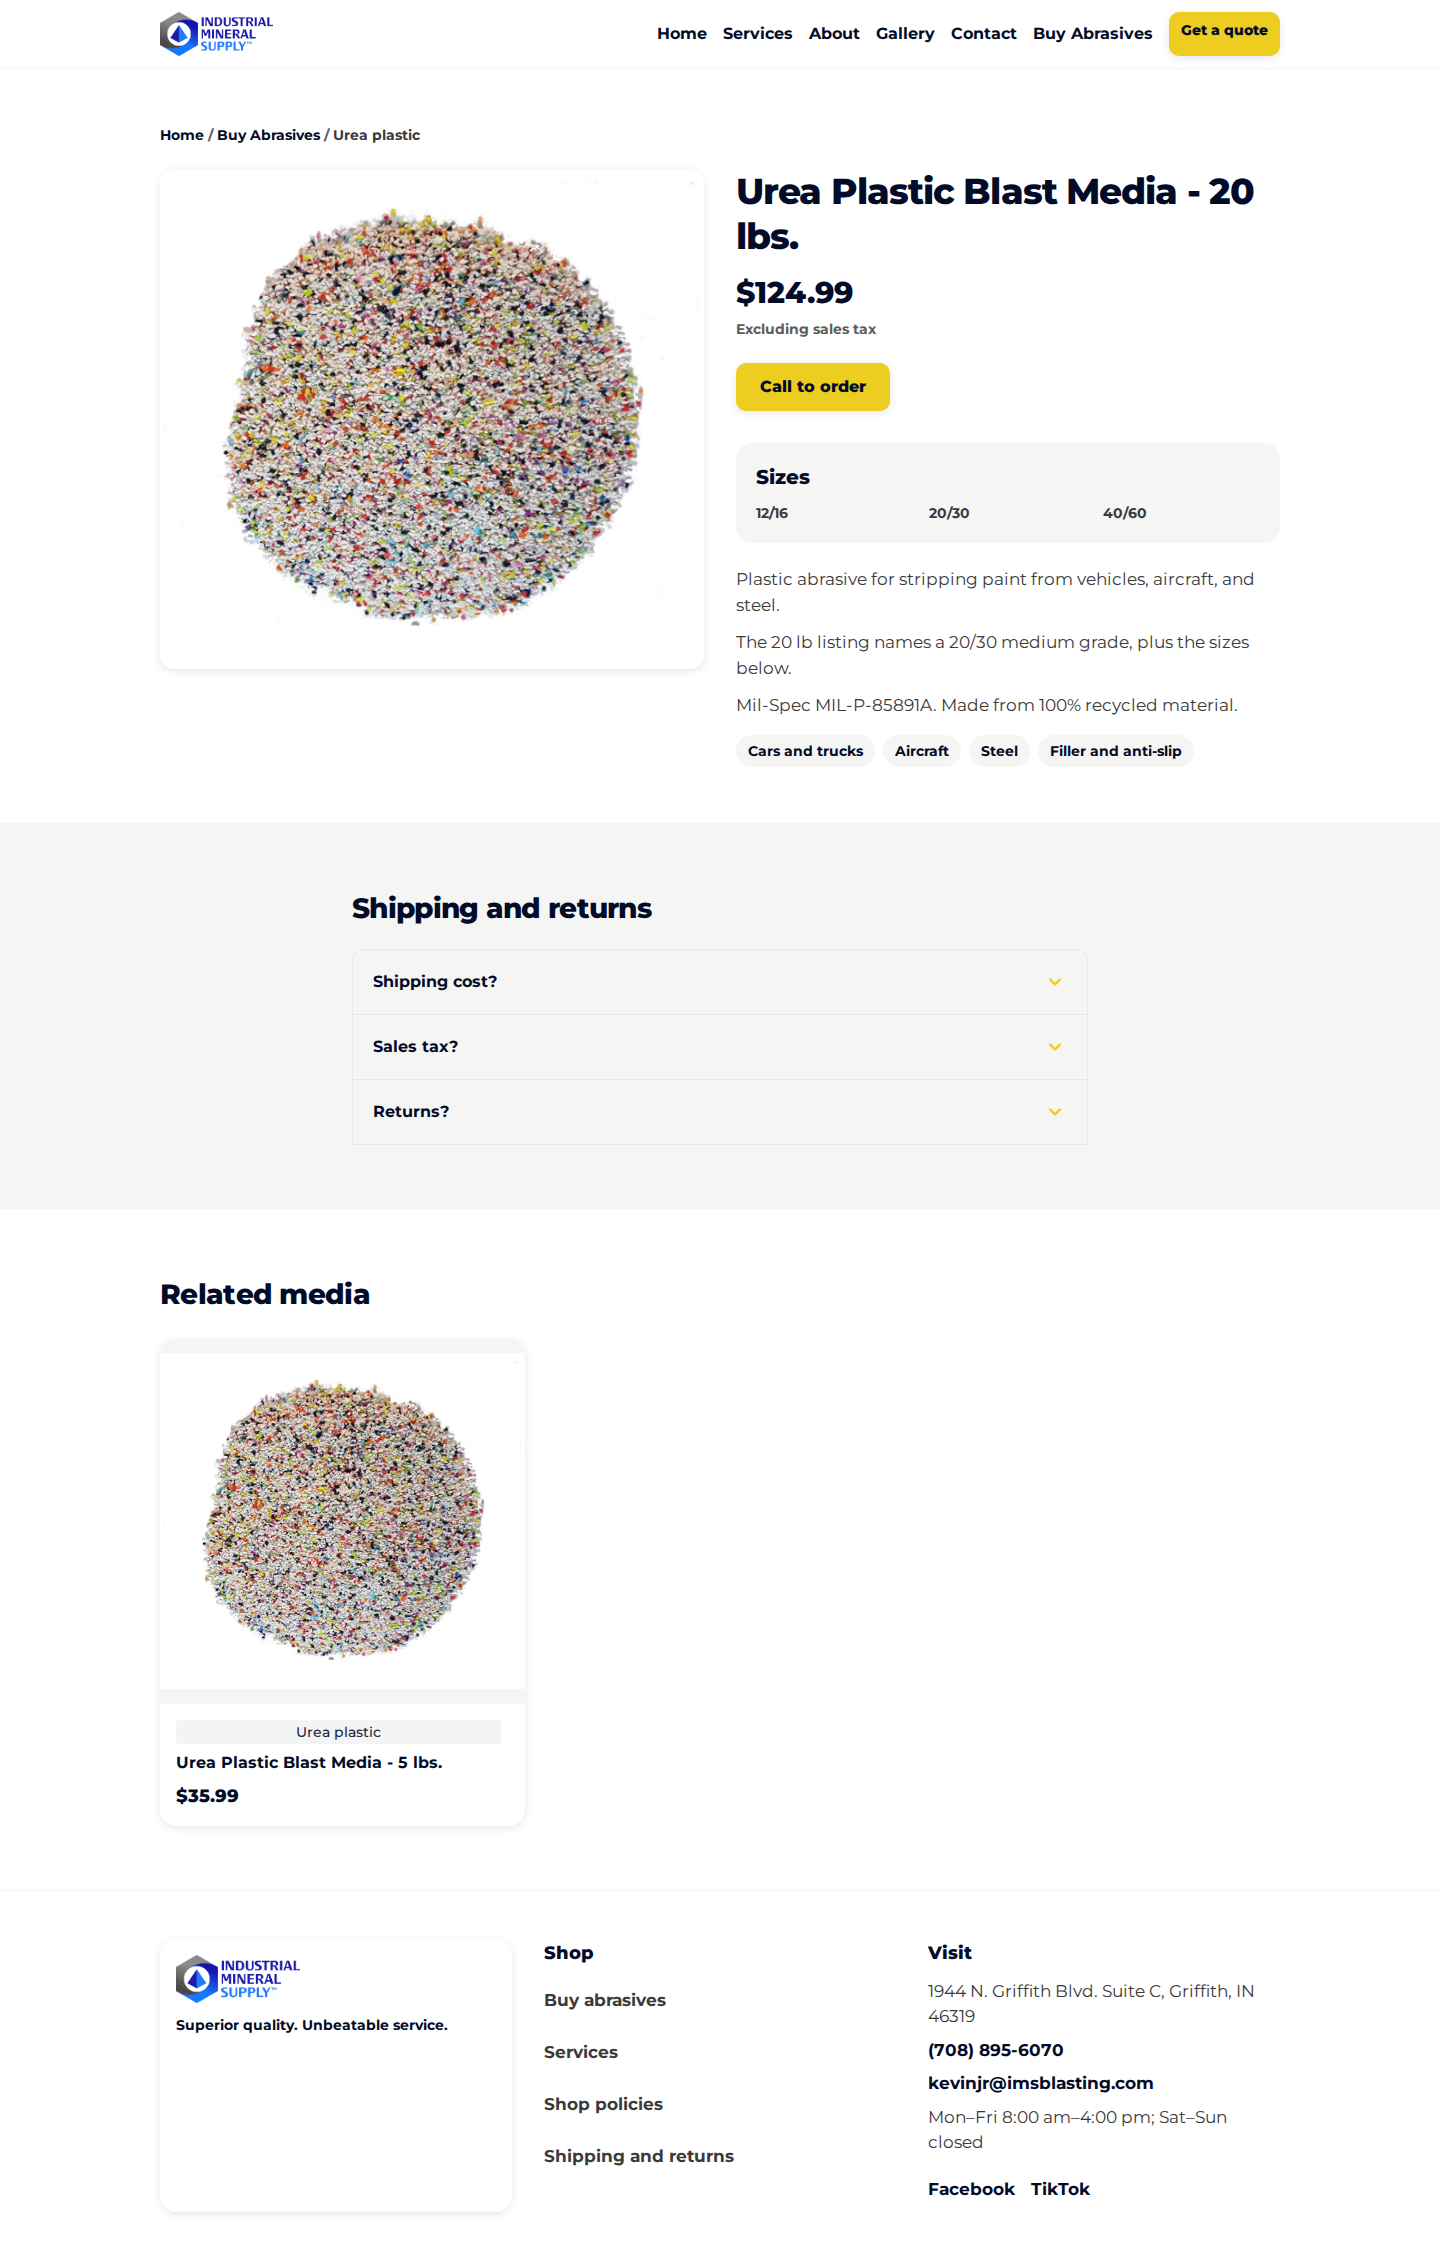 INDUSTRIAL
MINERAL
SUPPLY™
Home Services About Gallery Contact Buy Abrasives Get a quote
Home / Buy Abrasives / Urea plastic
Urea Plastic Blast Media - 20
lbs.
$124.99
Excluding sales tax
Call to order
Sizes
12/16 20/30 40/60
Plastic abrasive for stripping paint from vehicles, aircraft, and
steel.
The 20 lb listing names a 20/30 medium grade, plus the sizes
below.
Mil-Spec MIL-P-85891A. Made from 100% recycled material.
Cars and trucks Aircraft Steel Filler and anti-slip
Shipping and returns
Shipping cost?
Sales tax?
Returns?
Related media
Urea plastic
Urea Plastic Blast Media - 5 lbs.
$35.99
INDUSTRIAL
MINERAL
SUPPLY™
Superior quality. Unbeatable service.
Shop
Buy abrasives
Services
Shop policies
Shipping and returns
Visit
1944 N. Griffith Blvd. Suite C, Griffith, IN
46319
(708) 895-6070
kevinjr@imsblasting.com
Mon–Fri 8:00 am–4:00 pm; Sat–Sun
closed
Facebook TikTok